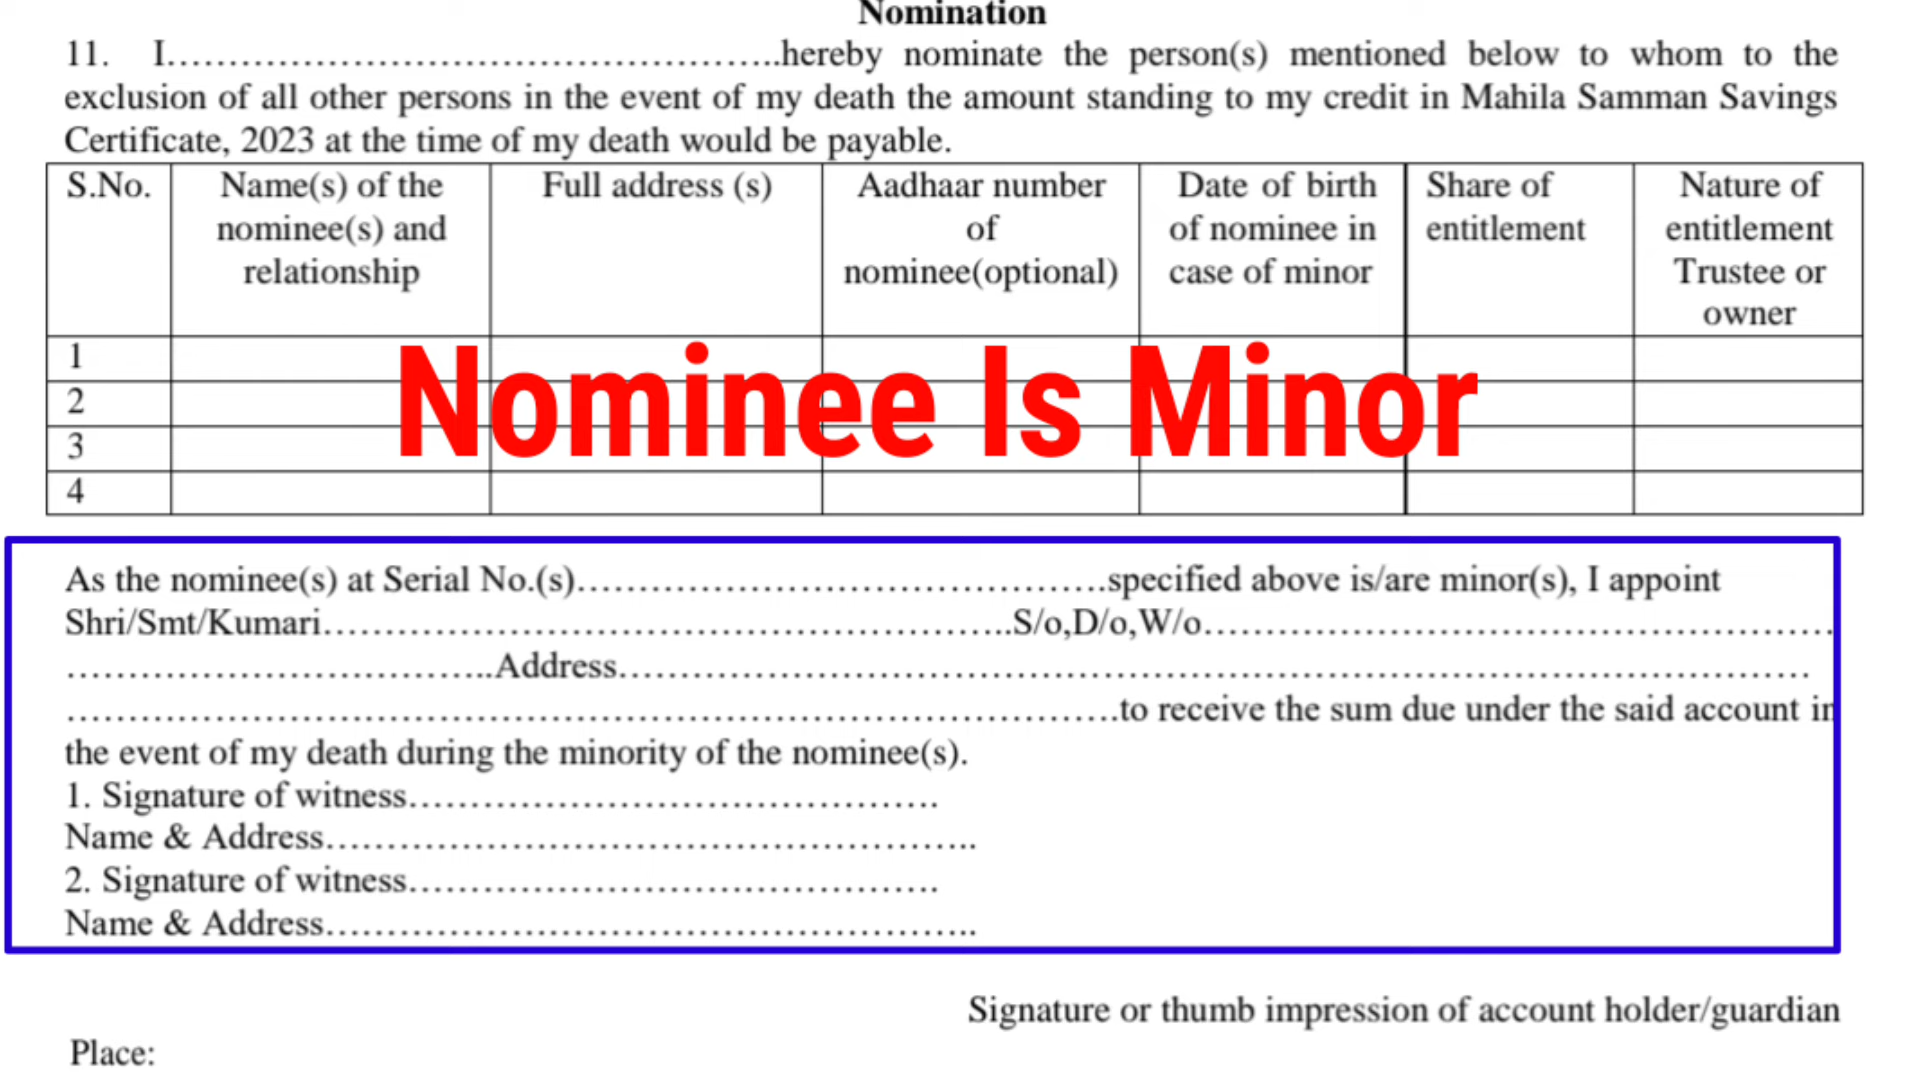 Nomination
11. I......................................................hereby nominate the person(s) mentioned below to whom to the
exclusion of all other persons in the event of my death the amount standing to my credit in Mahila Samman Savings
Certificate, 2023 at the time of my death would be payable.
S.No. Name(s) of the nominee(s) and relationship Full address (s) Aadhaar number of nominee(optional) Date of birth of nominee in case of minor Share of entitlement Nature of entitlement Trustee or owner
1
2
Nominee Is Minor
3
4
As the nominee(s) at Serial No.(s)..........................................specified above is/are minor(s), I appoint
Shri/Smt/Kumari........................................................S/o,D/o,W/o..................................................
...................................Address..................................................................................................
.....................................................................................to receive the sum due under the said account in
the event of my death during the minority of the nominee(s).
1. Signature of witness...........................................
Name & Address.....................................................
2. Signature of witness...........................................
Name & Address.....................................................
Signature or thumb impression of account holder/guardian
Place: